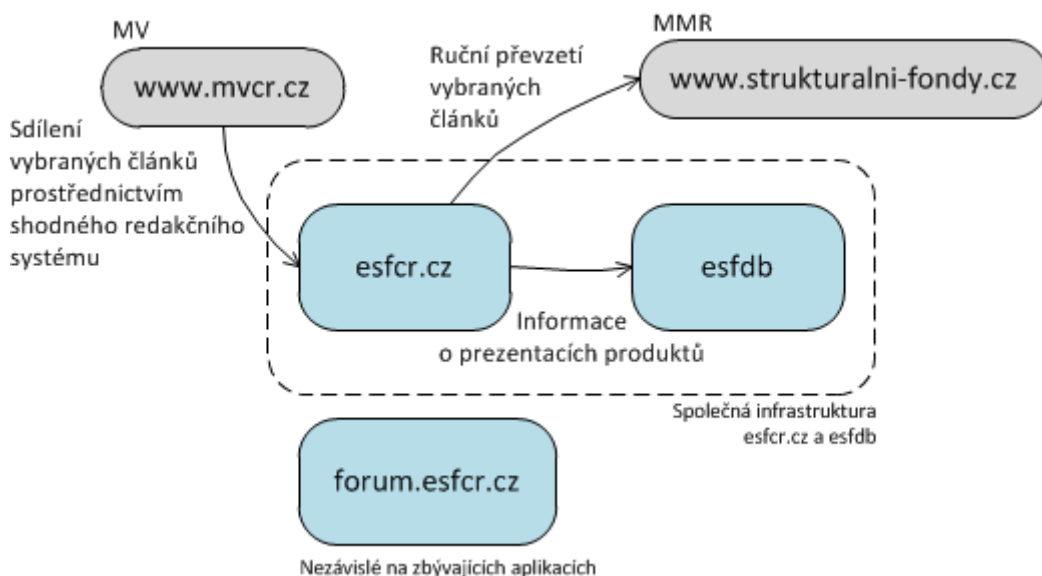 MV
www.mvcr.cz
MMR
www.strukturalni-fondy.cz
Ruční převzetí
vybraných
článků
Sdílení
vybraných článků
prostřednictvím
shodného redakčního
systému
esfcr.cz
esfdb
Informace
o prezentacích produktů
Společná infrastruktura
esfcr.cz a esfdb
forum.esfcr.cz
Nezávislé na zbývajících aplikacích